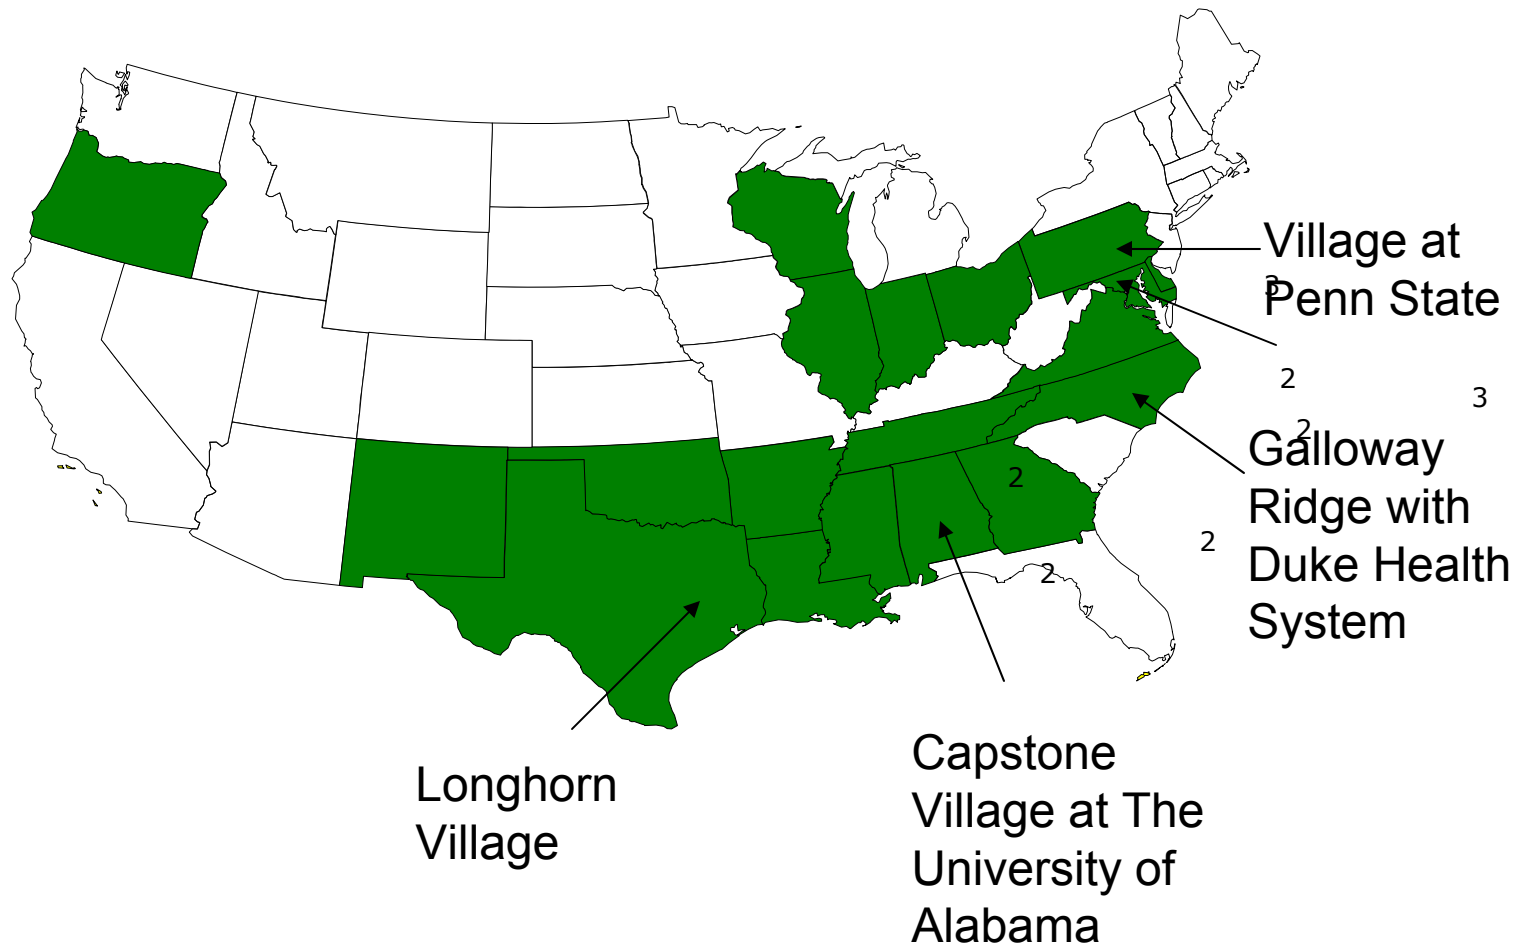 Village at
3
Penn State
2
3
2
Galloway
Ridge with
Duke Health
System
2
2
2
Longhorn
Village
Capstone
Village at The
University of
Alabama